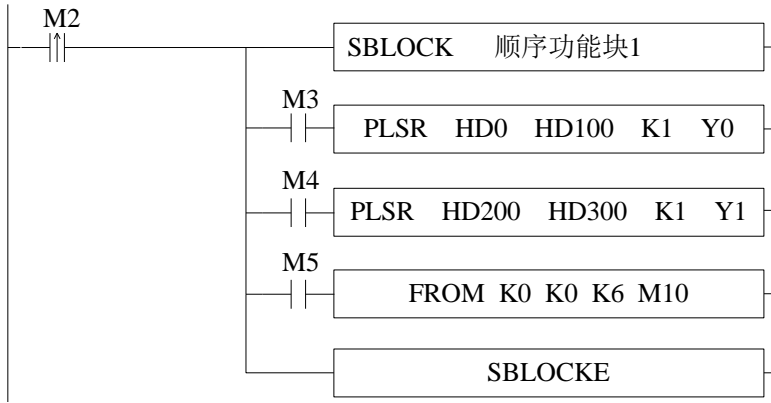 M2
SBLOCK 顺序功能块1
M3
PLSR HD0 HD100 K1 Y0
M4
PLSR HD200 HD300 K1 Y1
M5
FROM K0 K0 K6 M10
SBLOCKE